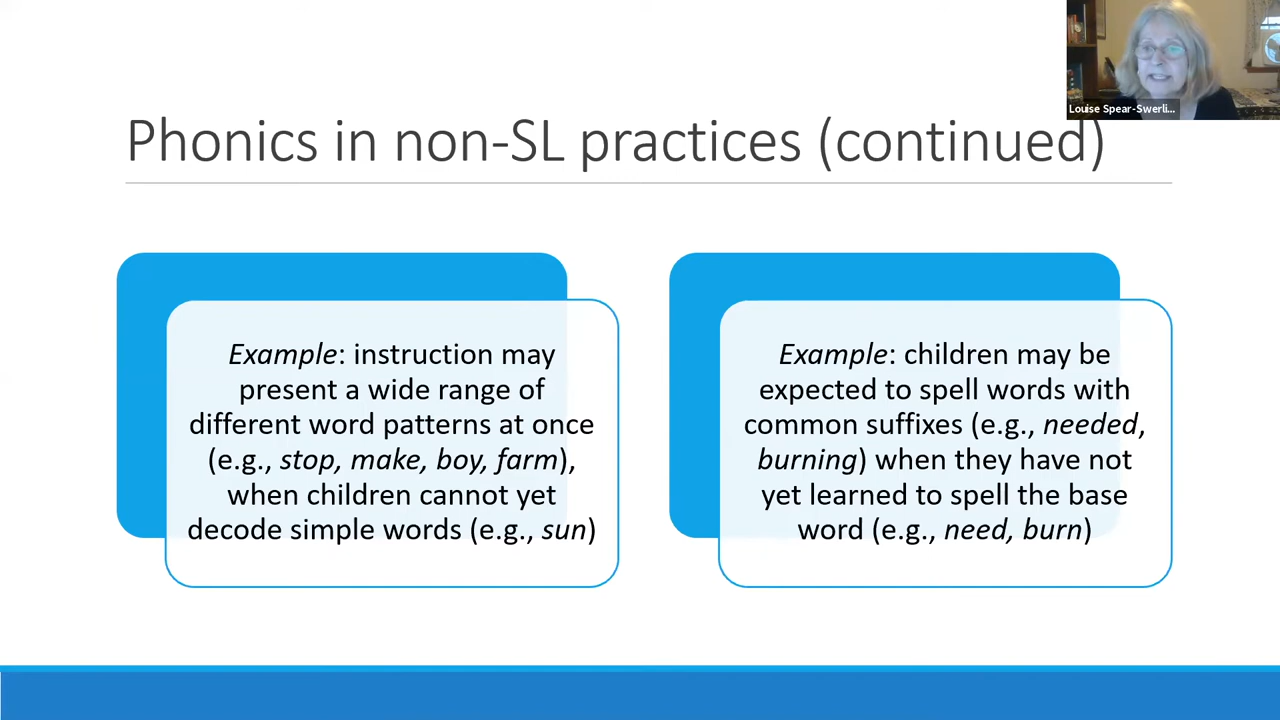 Louise Spear-Swerli...
Phonics in non-SL practices (continued)
Example: instruction may
present a wide range of
different word patterns at once
(e.g., stop, make, boy, farm),
when children cannot yet
decode simple words (e.g., sun)
Example: children may be
expected to spell words with
common suffixes (e.g., needed,
burning) when they have not
yet learned to spell the base
word (e.g., need, burn)